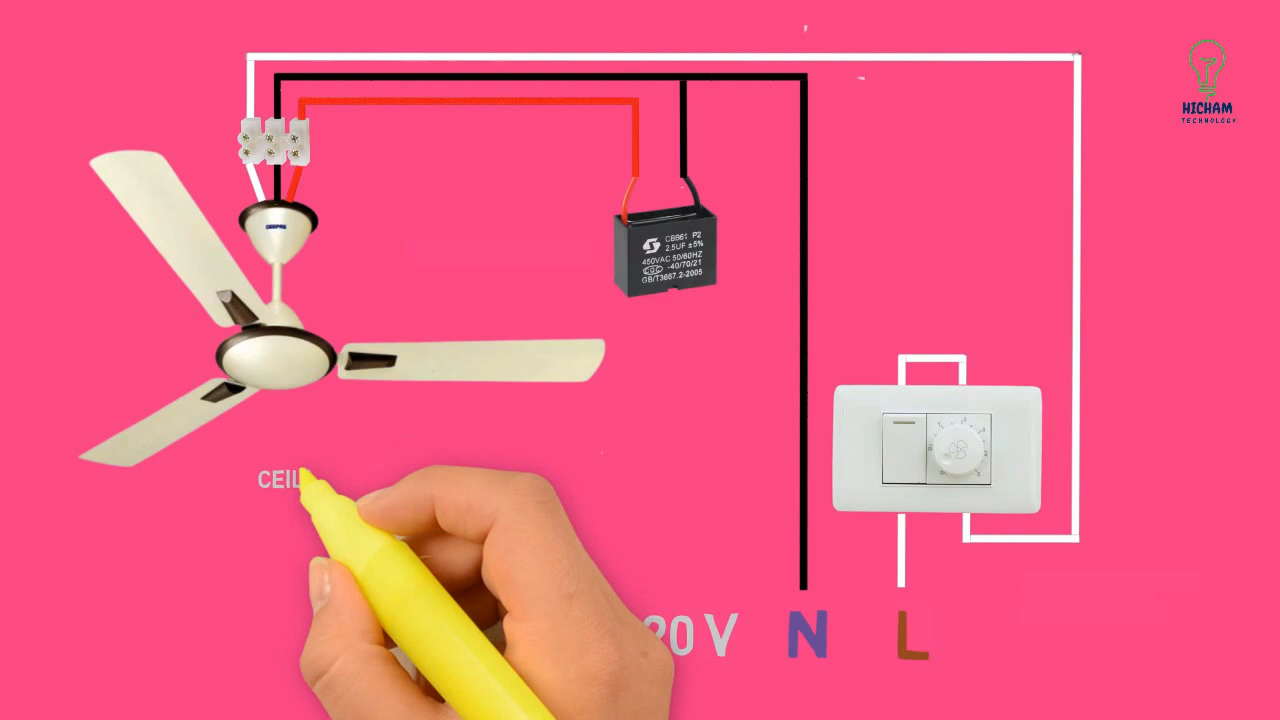 HICHAM
TECHNOLOGY
CBB61 P2
2.5UF ±5%
450VAC 50/60HZ
CQC -40/70/21
GB/T3667.2-2005
CEIL
20 V N L